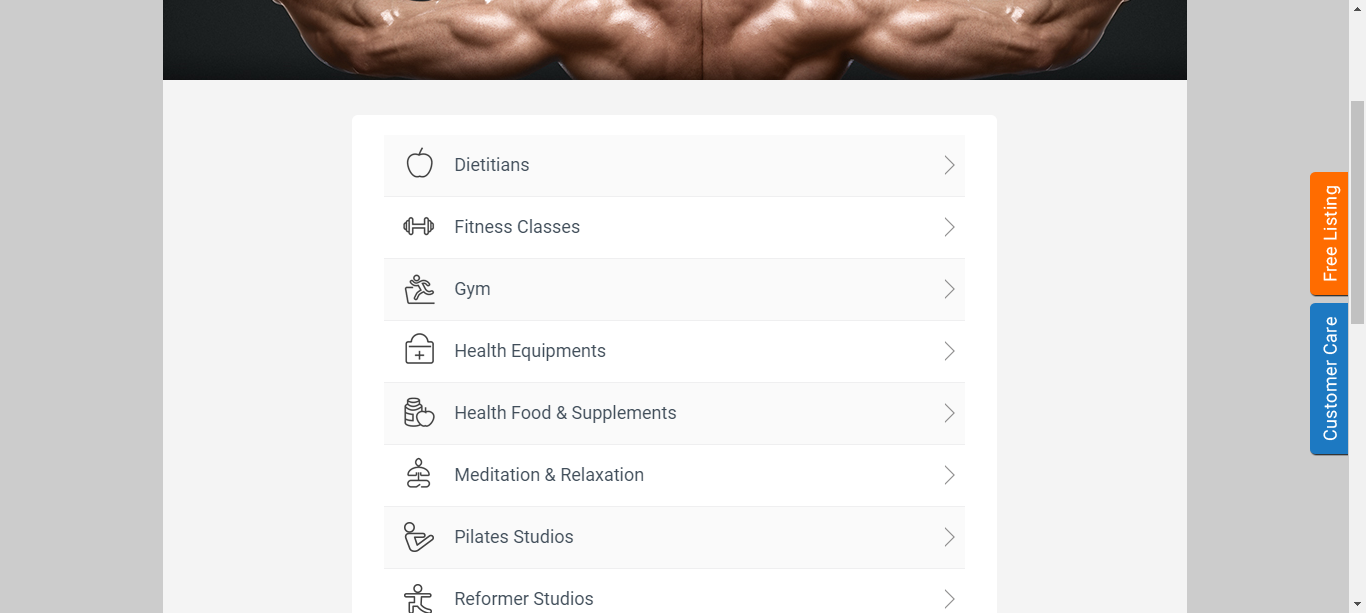 Dietitians
Fitness Classes
Gym
Health Equipments
Health Food & Supplements
Meditation & Relaxation
Pilates Studios
Reformer Studios
Free Listing
Customer Care